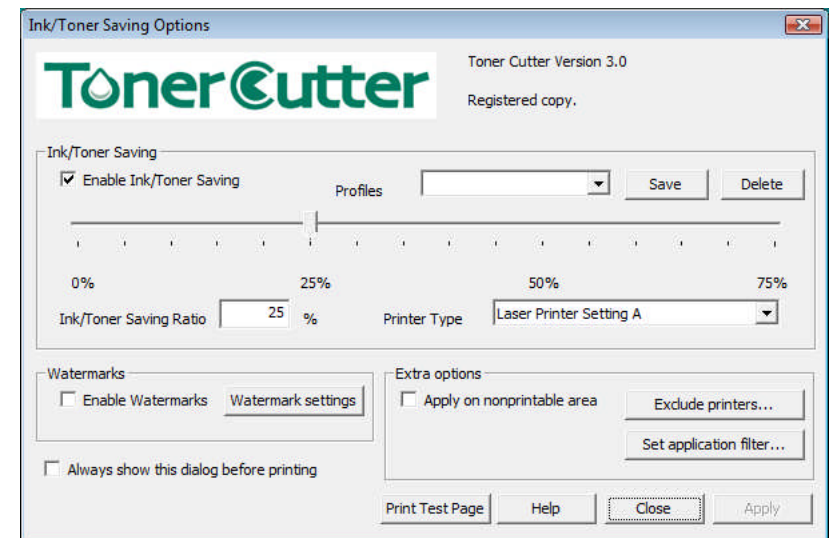 Ink/Toner Saving Options
Toner Cutter
Toner Cutter Version 3.0
Registered copy.
Ink/Toner Saving
Enable Ink/Toner Saving
Profiles
Save
Delete
0% 25% 50% 75%
Ink/Toner Saving Ratio 25 %
Printer Type Laser Printer Setting A
Watermarks
Enable Watermarks Watermark settings
Extra options
Apply on nonprintable area
Exclude printers...
Set application filter...
Always show this dialog before printing
Print Test Page Help Close Apply